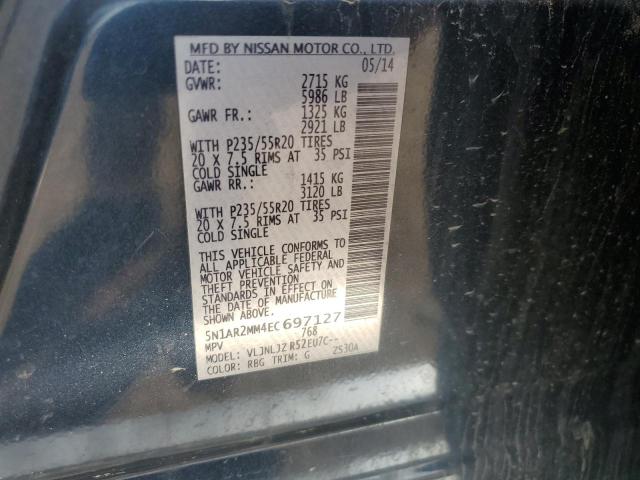 MFD BY NISSAN MOTOR CO., LTD.
DATE: 05/14
GVWR: 2715 KG
5986 LB
GAWR FR.: 1325 KG
2921 LB
WITH P235/55R20 TIRES
20 X 7.5 RIMS AT 35 PSI
COLD SINGLE
GAWR RR.: 1415 KG
3120 LB
WITH P235/55R20 TIRES
20 X 7.5 RIMS AT 35 PSI
COLD SINGLE
THIS VEHICLE CONFORMS TO
ALL APPLICABLE FEDERAL
MOTOR VEHICLE SAFETY AND
THEFT PREVENTION
STANDARDS IN EFFECT ON
THE DATE OF MANUFACTURE
SHOWN ABOVE.
5N1AR2MM4EC697127
MPV 768
MODEL: VLJNLJZ R52EU7C--
COLOR: RBG TRIM: G 2S30A